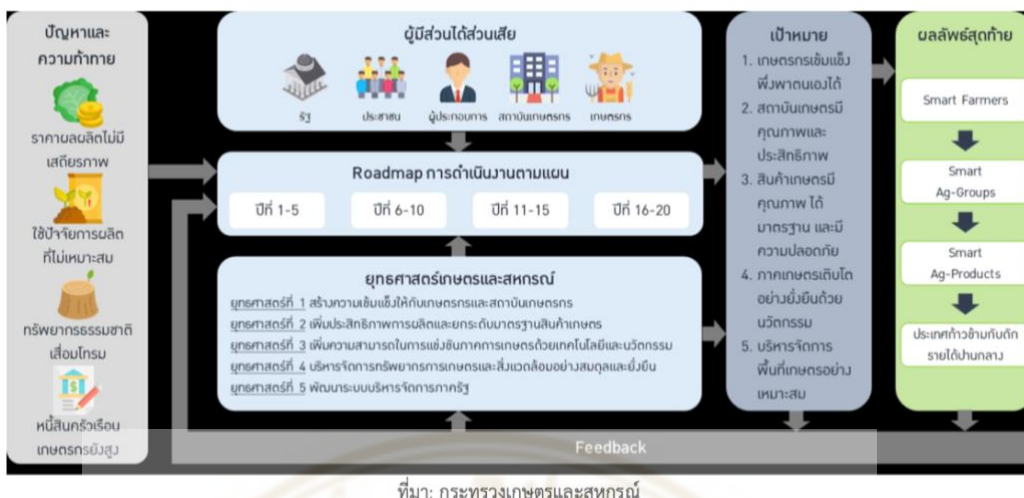 ปัญหาและ
ความท้าทาย
ราคาผลผลิตไม่มี
เสถียรภาพ
ใช้ปัจจัยการผลิต
ที่ไม่เหมาะสม
ทรัพยากรธรรมชาติ
เสื่อมโทรม
หนี้สินครัวเรือน
เกษตรกรยังสูง
ผู้มีส่วนได้ส่วนเสีย
รัฐ
ประชาชน
ผู้ประกอบการ
สถาบันเกษตรกร
เกษตรกร
Roadmap การดำเนินงานตามแผน
ปีที่ 1-5
ปีที่ 6-10
ปีที่ 11-15
ปีที่ 16-20
ยุทธศาสตร์เกษตรและสหกรณ์
ยุทธศาสตร์ที่ 1 สร้างความเข้มแข็งให้กับเกษตรกรและสถาบันเกษตรกร
ยุทธศาสตร์ที่ 2 เพิ่มประสิทธิภาพการผลิตและยกระดับมาตรฐานสินค้าเกษตร
ยุทธศาสตร์ที่ 3 เพิ่มความสามารถในการแข่งขันภาคการเกษตรด้วยเทคโนโลยีและนวัตกรรม
ยุทธศาสตร์ที่ 4 บริหารจัดการทรัพยากรการเกษตรและสิ่งแวดล้อมอย่างสมดุลและยั่งยืน
ยุทธศาสตร์ที่ 5 พัฒนาระบบบริหารจัดการภาครัฐ
เป้าหมาย
1. เกษตรกรเข้มแข็ง
พึ่งพาตนเองได้
2. สถาบันเกษตรมี
คุณภาพและ
ประสิทธิภาพ
3. สินค้าเกษตรมี
คุณภาพ ได้
มาตรฐาน และมี
ความปลอดภัย
4. ภาคเกษตรเติบโต
อย่างยั่งยืนด้วย
นวัตกรรม
5. บริหารจัดการ
พื้นที่เกษตรอย่าง
เหมาะสม
ผลลัพธ์สุดท้าย
Smart Farmers
Smart
Ag-Groups
Smart
Ag-Products
ประเทศก้าวข้ามกับดัก
รายได้ปานกลาง
Feedback
ที่มา: กระทรวงเกษตรและสหกรณ์